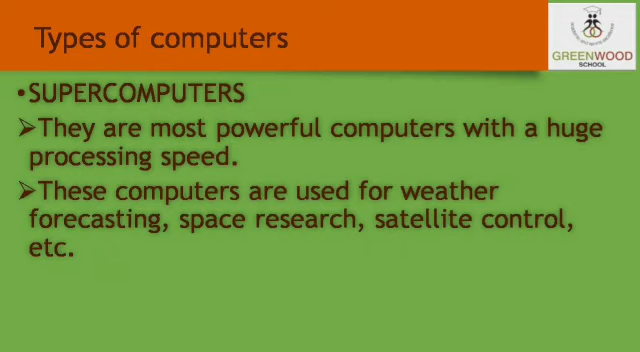 Types of computers
GREENWOOD
SCHOOL
•SUPERCOMPUTERS
➢They are most powerful computers with a huge
processing speed.
➢These computers are used for weather
forecasting, space research, satellite control,
etc.